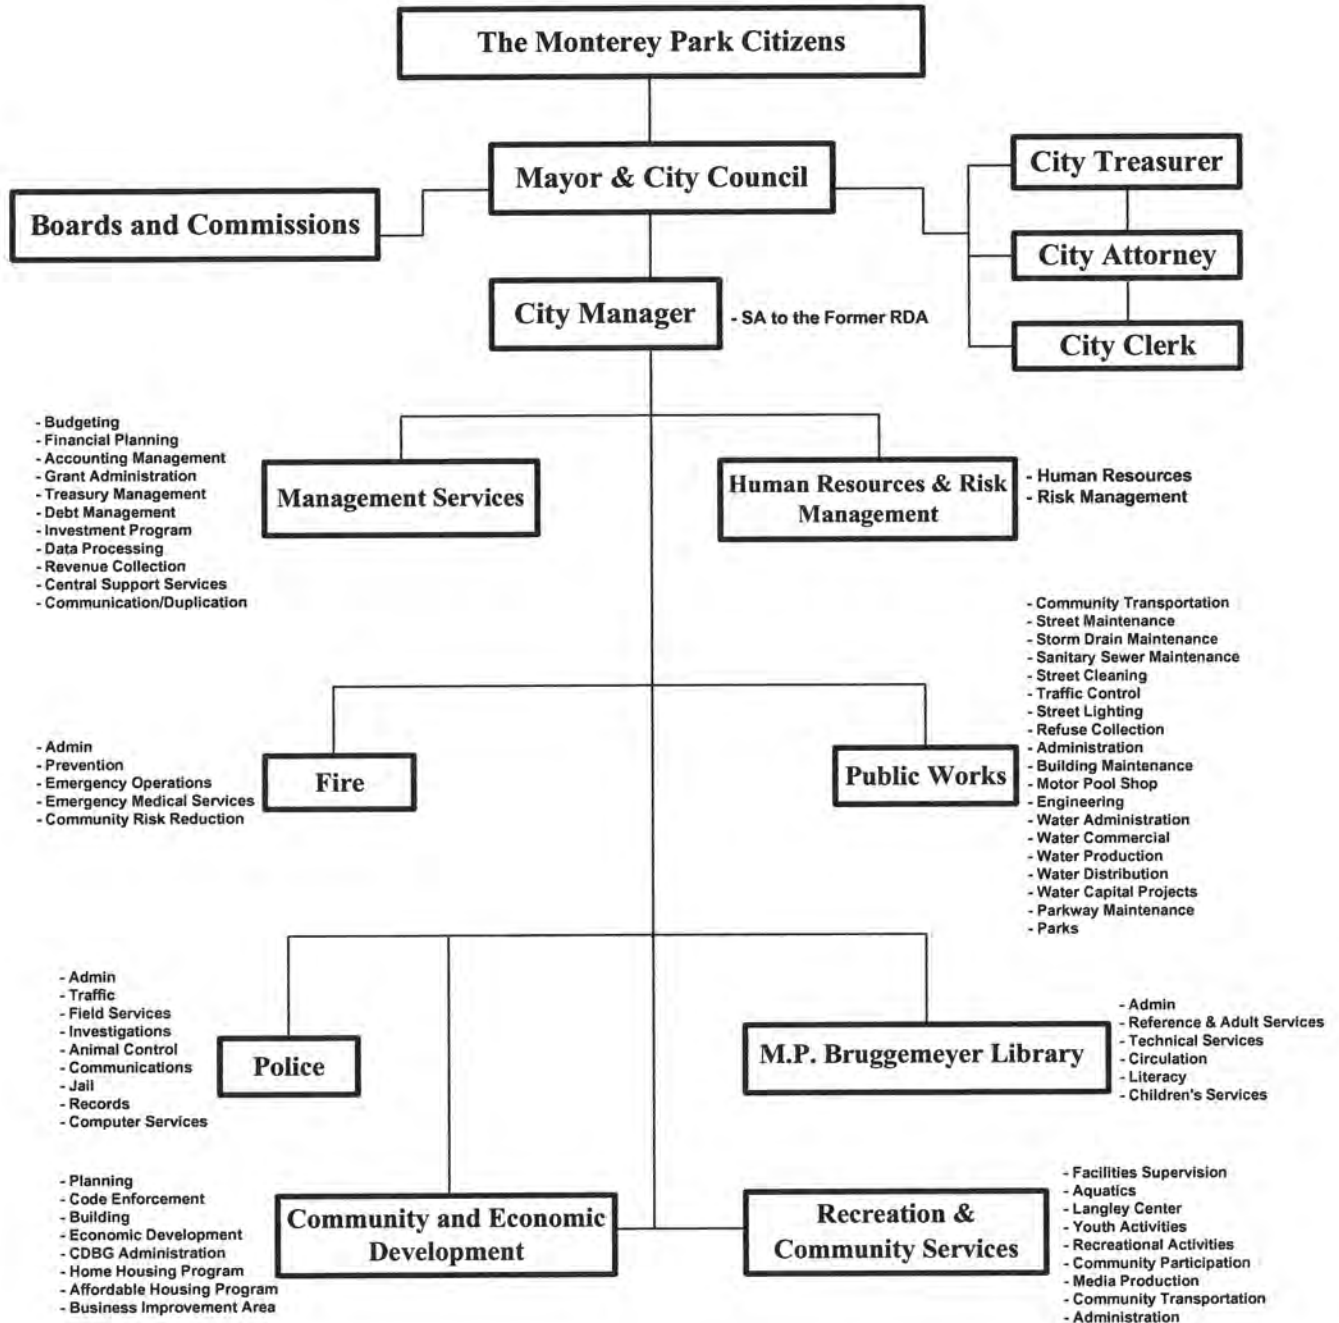 The Monterey Park Citizens
Mayor & City Council
City Treasurer
Boards and Commissions
City Attorney
City Manager
- SA to the Former RDA
City Clerk
- Budgeting
- Financial Planning
- Accounting Management
- Grant Administration
- Treasury Management
- Debt Management
- Investment Program
- Data Processing
- Revenue Collection
- Central Support Services
- Communication/Duplication
Management Services
Human Resources & Risk
Management
- Human Resources
- Risk Management
- Admin
- Prevention
- Emergency Operations
- Emergency Medical Services
- Community Risk Reduction
Fire
Public Works
- Community Transportation
- Street Maintenance
- Storm Drain Maintenance
- Sanitary Sewer Maintenance
- Street Cleaning
- Traffic Control
- Street Lighting
- Refuse Collection
- Administration
- Building Maintenance
- Motor Pool Shop
- Engineering
- Water Administration
- Water Commercial
- Water Production
- Water Distribution
- Water Capital Projects
- Parkway Maintenance
- Parks
- Admin
- Traffic
- Field Services
- Investigations
- Animal Control
- Communications
- Jail
- Records
- Computer Services
Police
M.P. Bruggemeyer Library
- Admin
- Reference & Adult Services
- Technical Services
- Circulation
- Literacy
- Children's Services
- Planning
- Code Enforcement
- Building
- Economic Development
- CDBG Administration
- Home Housing Program
- Affordable Housing Program
- Business Improvement Area
Community and Economic
Development
Recreation &
Community Services
- Facilities Supervision
- Aquatics
- Langley Center
- Youth Activities
- Recreational Activities
- Community Participation
- Media Production
- Community Transportation
- Administration